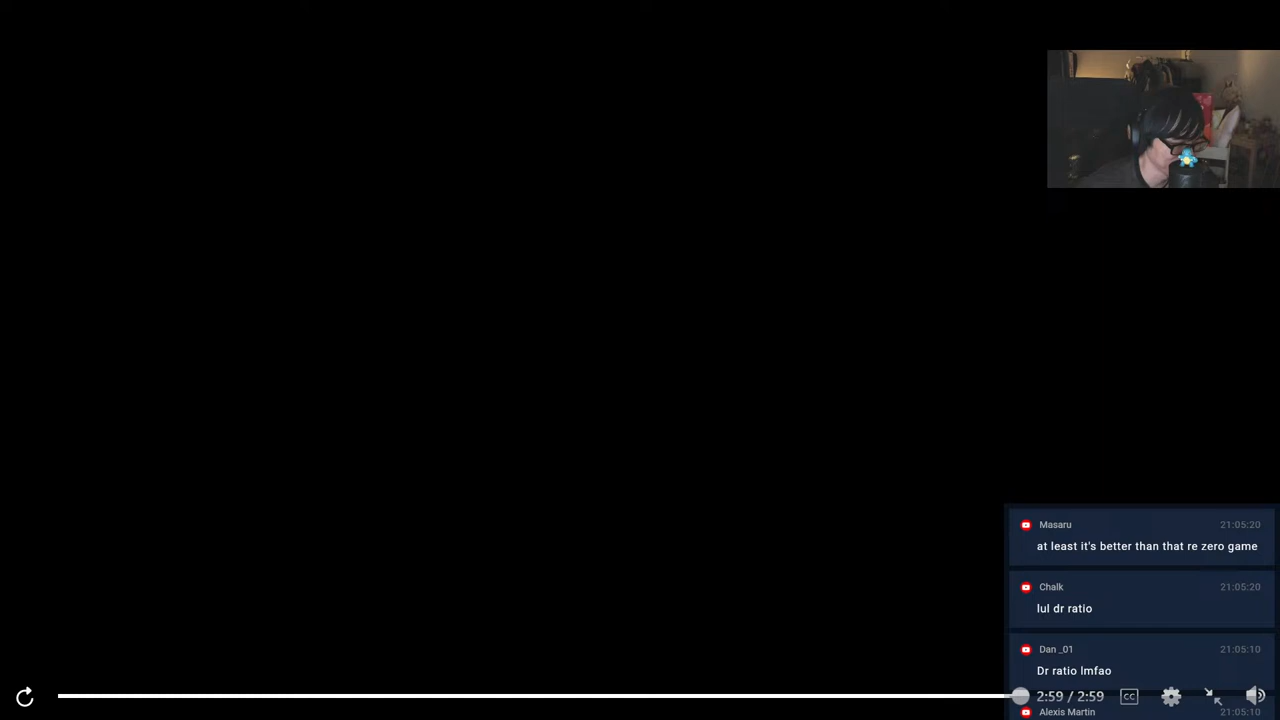 Masaru 21:05:20
at least it's better than that re zero game
Chalk 21:05:20
lul dr ratio
Dan _01 21:05:10
Dr ratio lmfao
2:59 / 2:59 CC
Alexis Martin 21:05:10